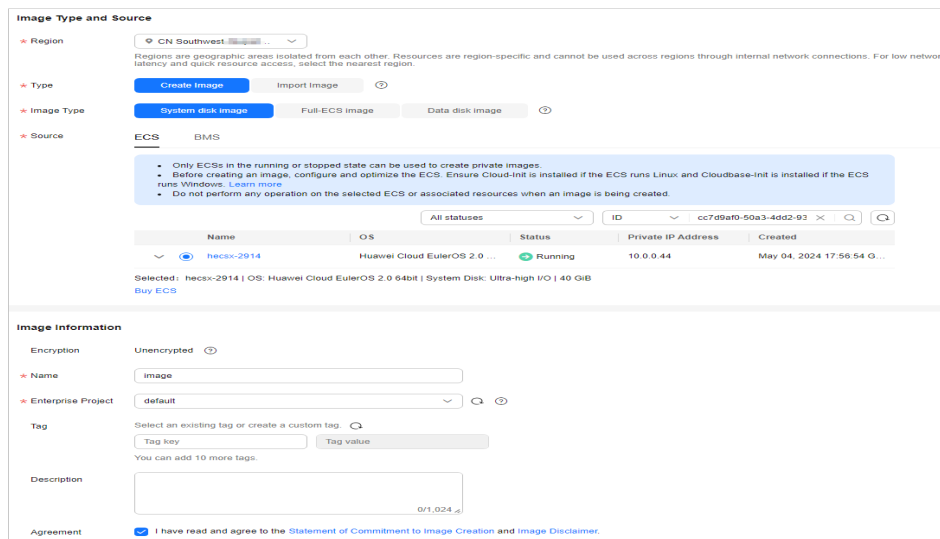 Image Type and Source
* Region
CN Southwest- ...
Regions are geographic areas isolated from each other. Resources are region-specific and cannot be used across regions through internal network connections. For low networ
latency and quick resource access, select the nearest region.
* Type
Create Image
Import Image
?
* Image Type
System disk image
Full-ECS image
Data disk image
?
* Source
ECS
BMS
• Only ECSs in the running or stopped state can be used to create private images.
• Before creating an image, configure and optimize the ECS. Ensure Cloud-Init is installed if the ECS runs Linux and Cloudbase-Init is installed if the ECS
runs Windows. Learn more
• Do not perform any operation on the selected ECS or associated resources when an image is being created.
All statuses
ID
cc7d9af0-50a3-4dd2-93
Name OS Status Private IP Address Created
hecsx-2914 Huawei Cloud EulerOS 2.0 ... Running 10.0.0.44 May 04, 2024 17:56:54 G...
Selected: hecsx-2914 | OS: Huawei Cloud EulerOS 2.0 64bit | System Disk: Ultra-high I/O | 40 GiB
Buy ECS
Image Information
Encryption
Unencrypted ?
* Name
image
* Enterprise Project
default
?
Tag
Select an existing tag or create a custom tag.
Tag key
Tag value
You can add 10 more tags.
Description
0/1,024
Agreement
I have read and agree to the Statement of Commitment to Image Creation and Image Disclaimer.